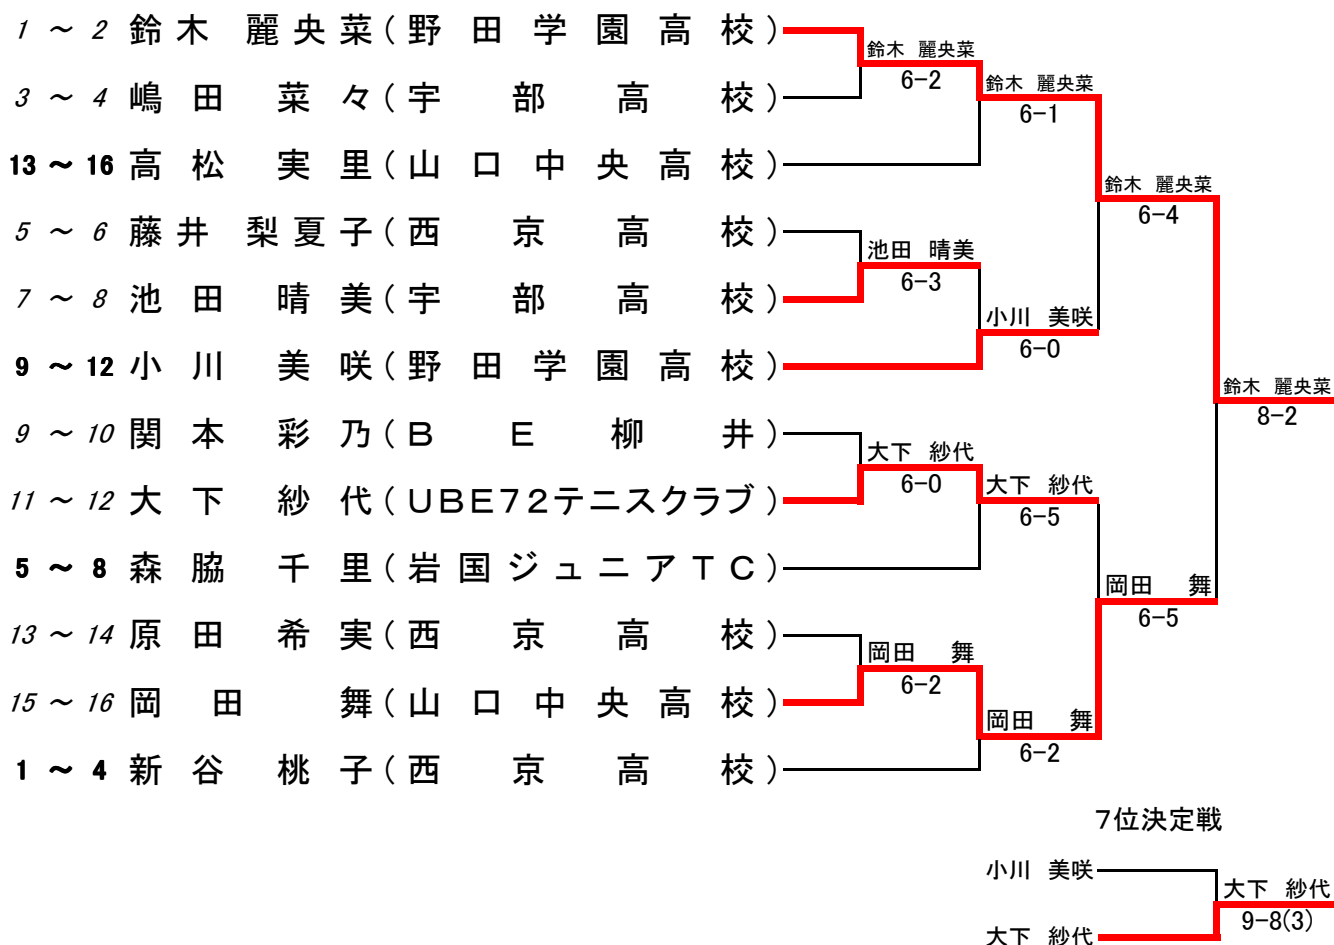 1 ～ 2 鈴木 麗央菜(野田学園高校)
鈴木 麗央菜
6-2
鈴木 麗央菜
6-1
3 ～ 4 嶋田 菜々(宇部高校)
13 ～ 16 高松 実里(山口中央高校)
鈴木 麗央菜
6-4
5 ～ 6 藤井 梨夏子(西京高校)
池田 晴美
6-3
7 ～ 8 池田 晴美(宇部高校)
小川 美咲
6-0
9 ～ 12 小川 美咲(野田学園高校)
鈴木 麗央菜
8-2
9 ～ 10 関本 彩乃(BE柳井)
大下 紗代
6-0
大下 紗代
6-5
11 ～ 12 大下 紗代(UBE72テニスクラブ)
5 ～ 8 森脇 千里(岩国ジュニアTC)
岡田 舞
6-5
13 ～ 14 原田 希実(西京高校)
岡田 舞
6-2
15 ～ 16 岡田 舞(山口中央高校)
岡田 舞
6-2
1 ～ 4 新谷 桃子(西京高校)
7位決定戦
小川 美咲
大下 紗代
9-8(3)
大下 紗代